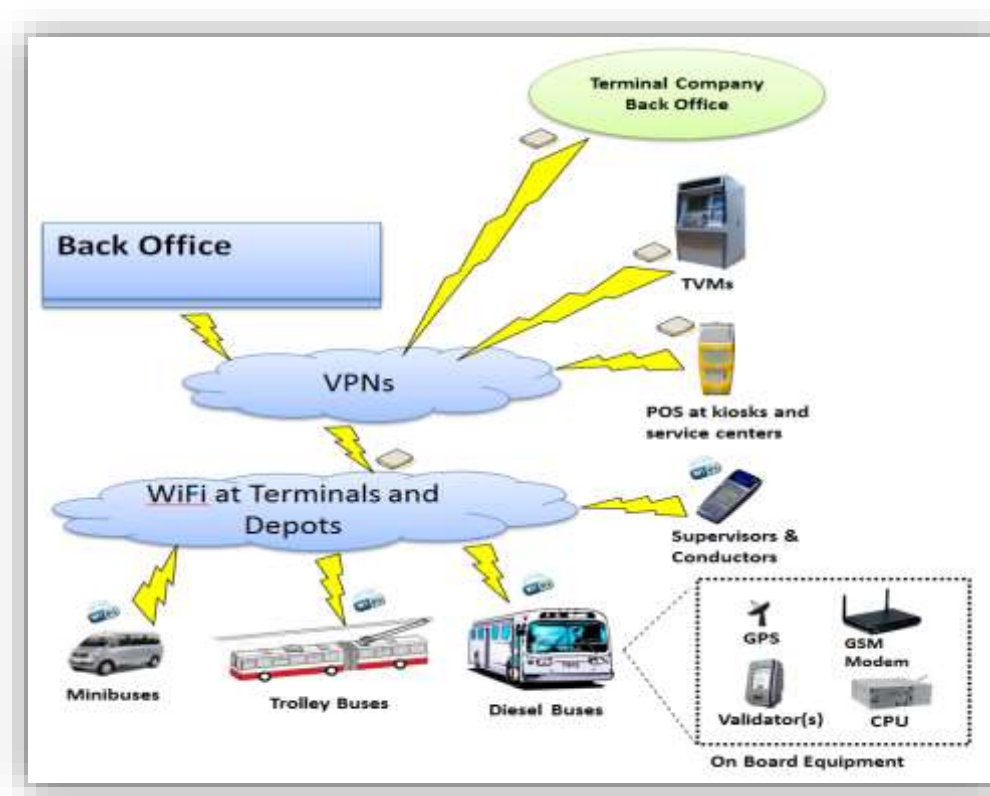 Terminal Company
Back Office
Back Office
TVMs
VPNs
POS at kiosks and
service centers
WiFi at Terminals and
Depots
Supervisors &
Conductors
GPS
GSM
Modem
Minibuses
Trolley Buses
Diesel Buses
Validator(s)
CPU
On Board Equipment